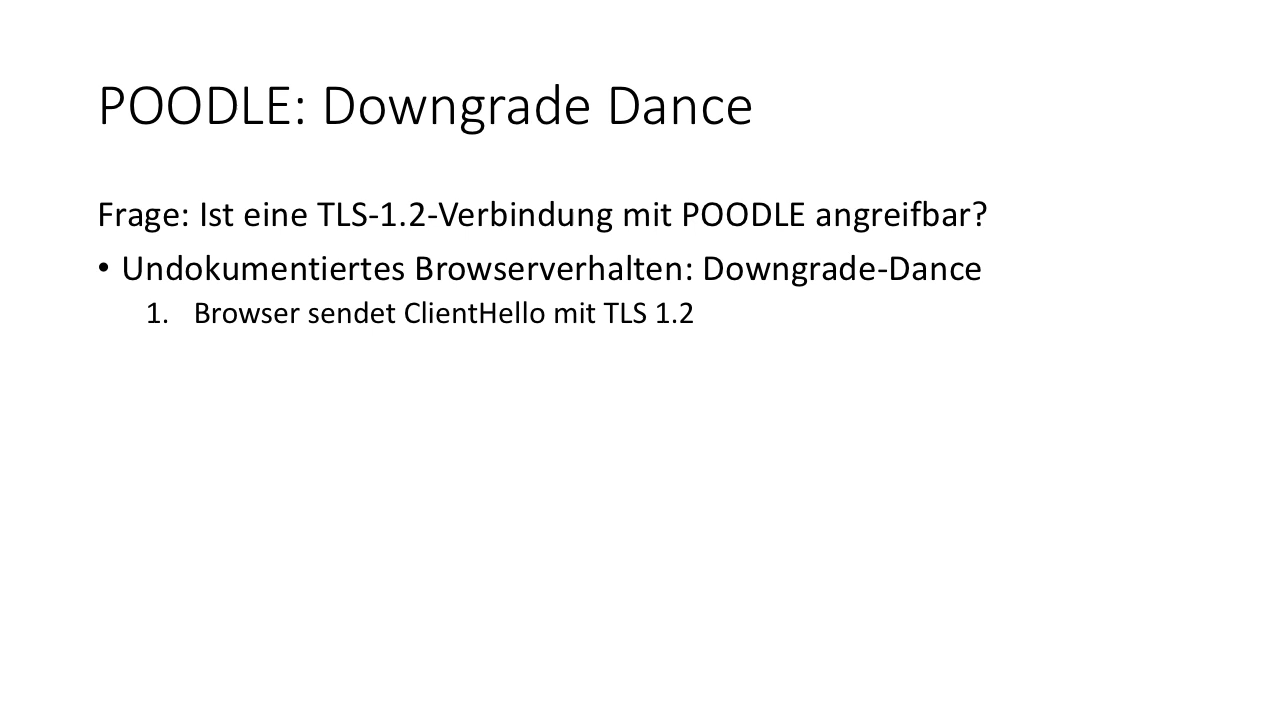 POODLE: Downgrade Dance
Frage: Ist eine TLS-1.2-Verbindung mit POODLE angreifbar?
• Undokumentiertes Browserverhalten: Downgrade-Dance
1. Browser sendet ClientHello mit TLS 1.2